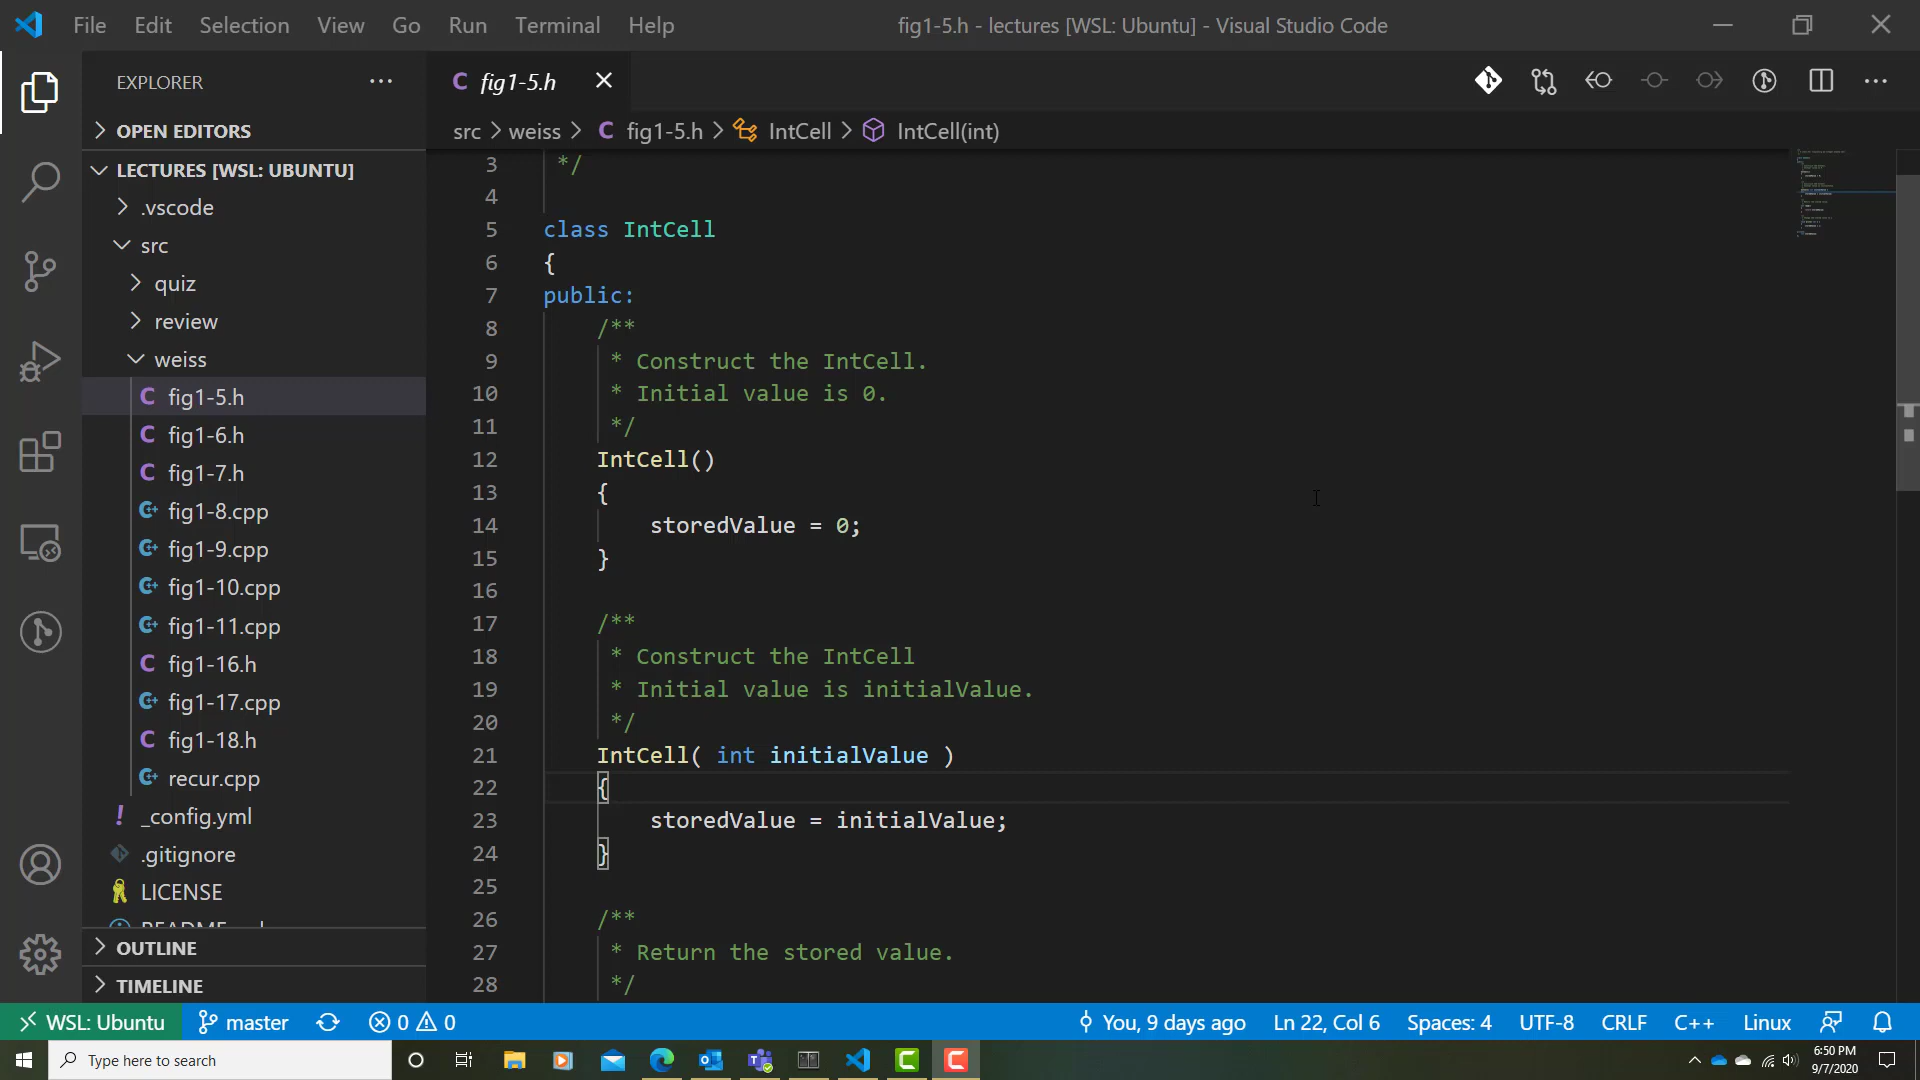 File Edit Selection View Go Run Terminal Help
fig1-5.h - lectures [WSL: Ubuntu] - Visual Studio Code
EXPLORER
OPEN EDITORS
LECTURES [WSL: UBUNTU]
.vscode
src
quiz
review
weiss
C fig1-5.h
C fig1-6.h
C fig1-7.h
C+ fig1-8.cpp
C+ fig1-9.cpp
C+ fig1-10.cpp
C+ fig1-11.cpp
C fig1-16.h
C+ fig1-17.cpp
C fig1-18.h
C+ recur.cpp
! _config.yml
.gitignore
LICENSE
OUTLINE
TIMELINE
C fig1-5.h
src > weiss > C fig1-5.h > IntCell > IntCell(int)
3 */
4
5 class IntCell
6 {
7 public:
8 /**
9 * Construct the IntCell.
10 * Initial value is 0.
11 */
12 IntCell()
13 {
14 storedValue = 0;
15 }
16
17 /**
18 * Construct the IntCell
19 * Initial value is initialValue.
20 */
21 IntCell( int initialValue )
22 {
23 storedValue = initialValue;
24 }
25
26 /**
27 * Return the stored value.
28 */
WSL: Ubuntu master 0 0 You, 9 days ago Ln 22, Col 6 Spaces: 4 UTF-8 CRLF C++ Linux
Type here to search
6:50 PM
9/7/2020